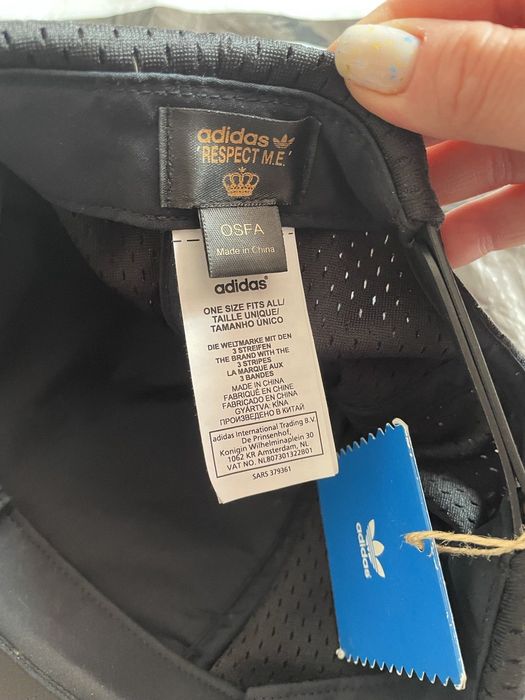 adidas
'RESPECT M.E.'
OSFA
Made in China
adidas®
ONE SIZE FITS ALL/
TAILLE UNIQUE/
TAMANHO ÚNICO
DIE WELTMARKE MIT DEN
3 STREIFEN
THE BRAND WITH THE
3 STRIPES
LA MARQUE AUX
3 BANDES
MADE IN CHINA
FABRIQUÉ EN CHINE
FABRICADO EN CHINA
GYÁRTVA-KÍNA
ПРОИЗВЕДЕНО В КИТАЙ
adidas International Trading B.V.
De Prinsenhof,
Konigin Wilhelminaplein 30
1062 KR Amsterdam, NL
VAT NO. NL807301322B01
SARS 379361
adidas